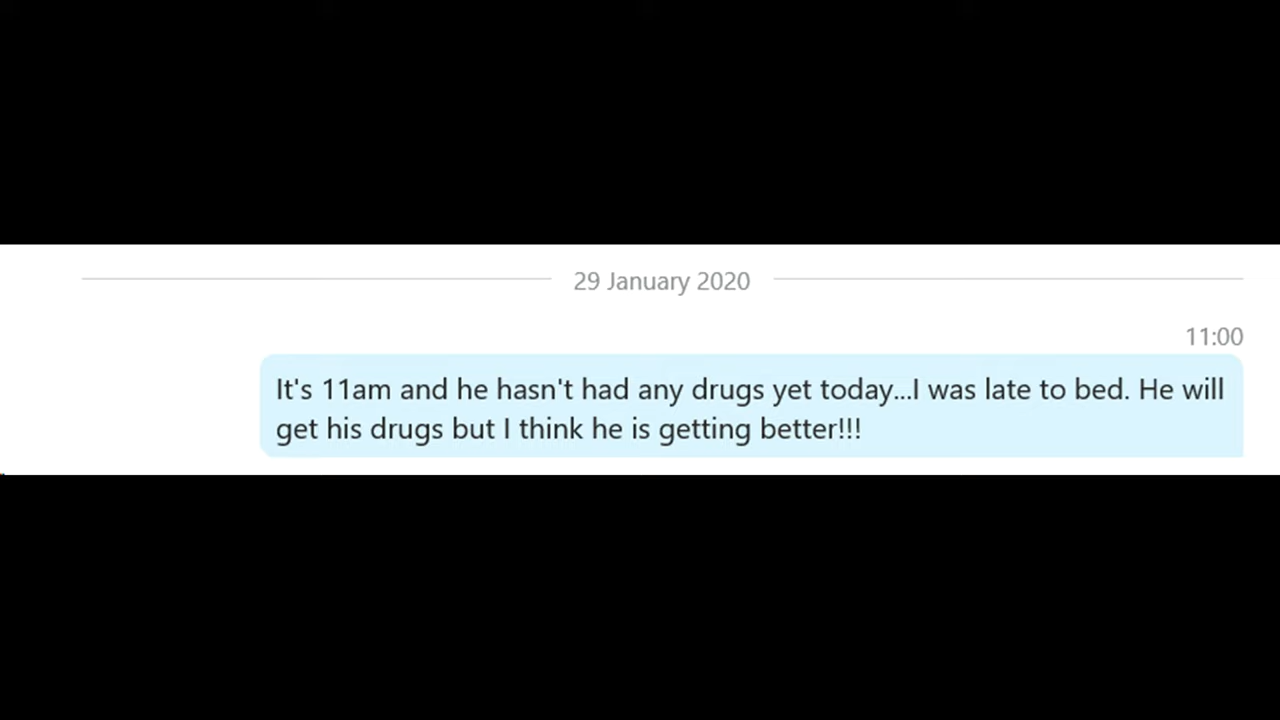 29 January 2020
11:00
It's 11am and he hasn't had any drugs yet today...I was late to bed. He will
get his drugs but I think he is getting better!!!